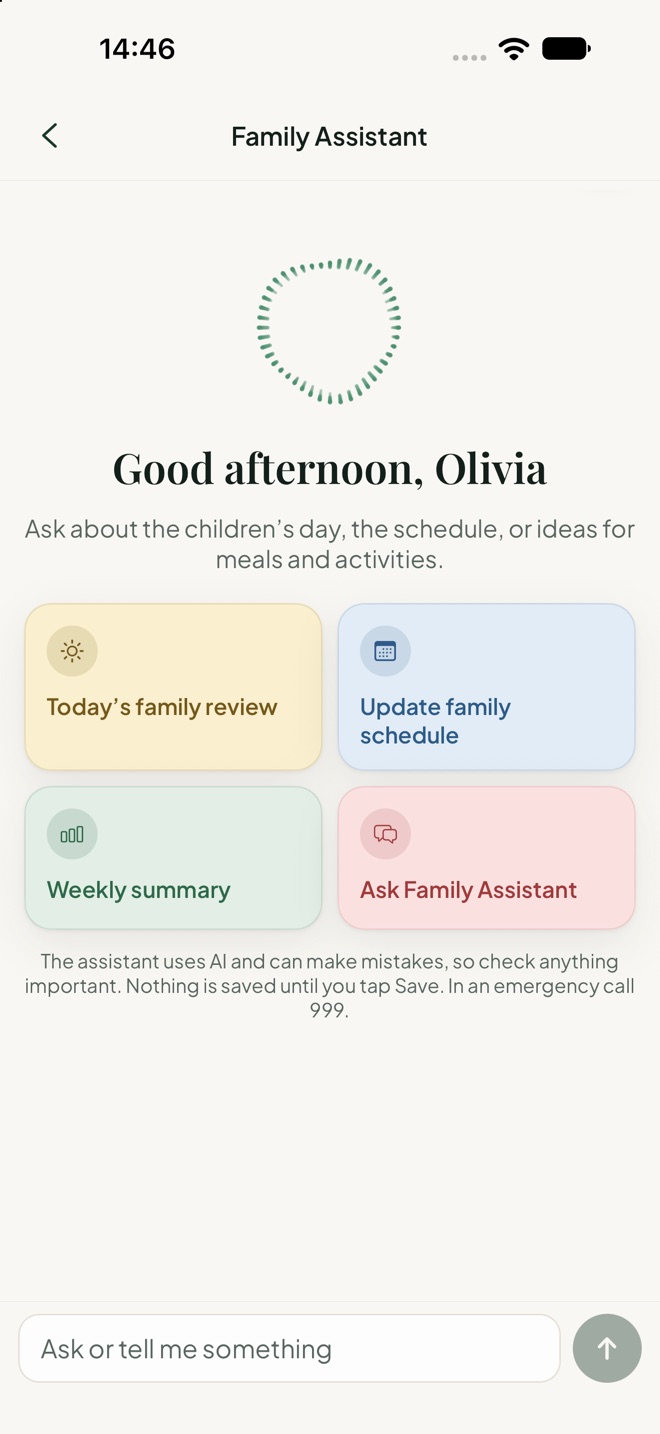 14:46
Family Assistant
Good afternoon, Olivia
Ask about the children’s day, the schedule, or ideas for
meals and activities.
Today’s family review
Update family
schedule
Weekly summary
Ask Family Assistant
The assistant uses AI and can make mistakes, so check anything
important. Nothing is saved until you tap Save. In an emergency call
999.
Ask or tell me something